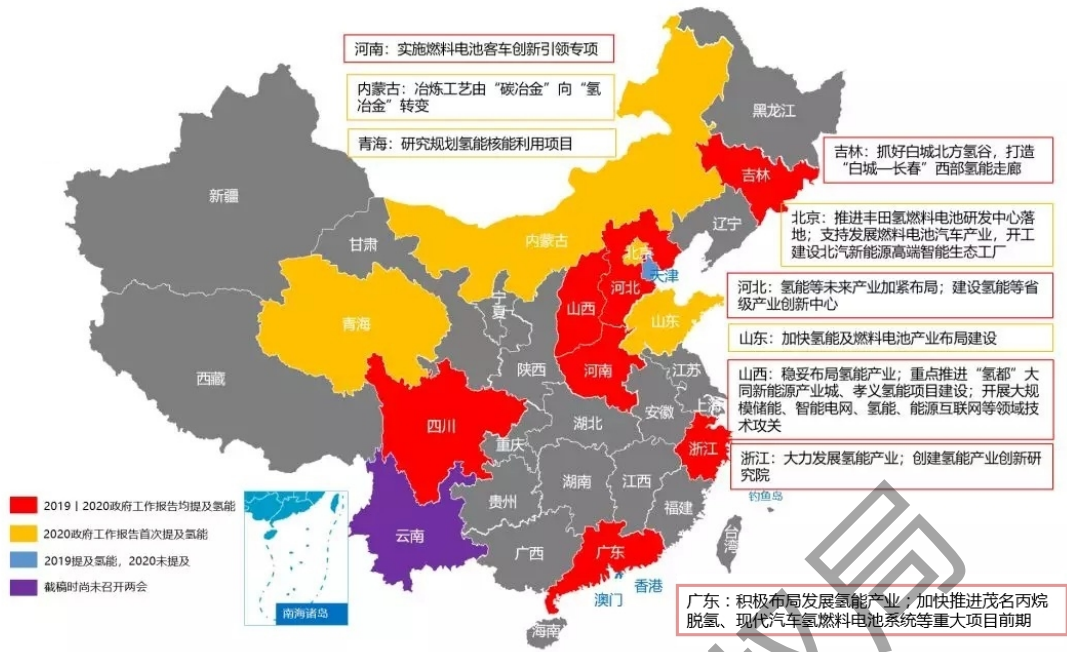 河南：实施燃料电池客车创新引领专项
内蒙古：冶炼工艺由“碳冶金”向“氢
冶金”转变
青海：研究规划氢能核能利用项目
黑龙江
吉林：抓好白城北方氢谷，打造
“白城—长春”西部氢能走廊
吉林
新疆
辽宁
北京：推进丰田氢燃料电池研发中心落
地；支持发展燃料电池汽车产业，开工
建设北汽新能源高端智能生态工厂
甘肃
内蒙古
北京
天津
河北
河北：氢能等未来产业加紧布局；建设氢能等省
级产业创新中心
宁夏
山西
青海
山东
山东：加快氢能及燃料电池产业布局建设
西藏
陕西
河南
江苏
山西：稳妥布局氢能产业；重点推进“氢都”大
同新能源产业城、孝义氢能项目建设；开展大规
模储能、智能电网、氢能、能源互联网等领域技
术攻关
安徽
上海
四川
湖北
重庆
浙江
浙江：大力发展氢能产业；创建氢能产业创新研
究院
钓鱼岛
贵州
湖南
江西
福建
2019丨2020政府工作报告均提及氢能
2020政府工作报告首次提及氢能
2019提及氢能，2020未提及
截稿时尚未召开两会
云南
广西
广东
台湾
香港
澳门
南海诸岛
海南
广东：积极布局发展氢能产业；加快推进茂名丙烷
脱氢、现代汽车氢燃料电池系统等重大项目前期